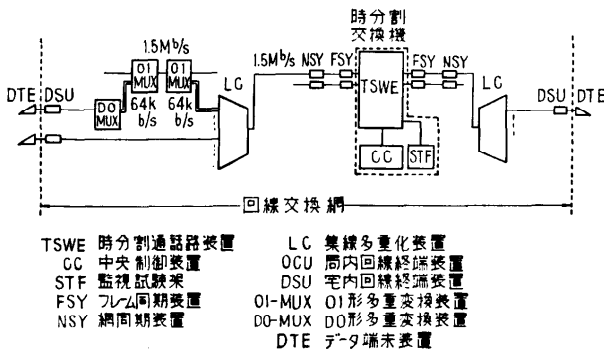 時分割
交換機
1.5Mb/s
1.5Mb/s NSY FSY
FSY NSY
O1 MUX
O1 MUX
LC
TSWE
LC
DTE DSU
DSU DTE
DO MUX
64k b/s
64k b/s
CC
STF
回線交換網
TSWE 時分割通話路装置
CC 中央制御装置
STF 監視試験架
FSY フレーム同期装置
NSY 網同期装置
LC 集線多重化装置
OCU 局内回線終端装置
DSU 宅内回線終端装置
O1-MUX O1形多重変換装置
DO-MUX DO形多重変換装置
DTE データ端末装置